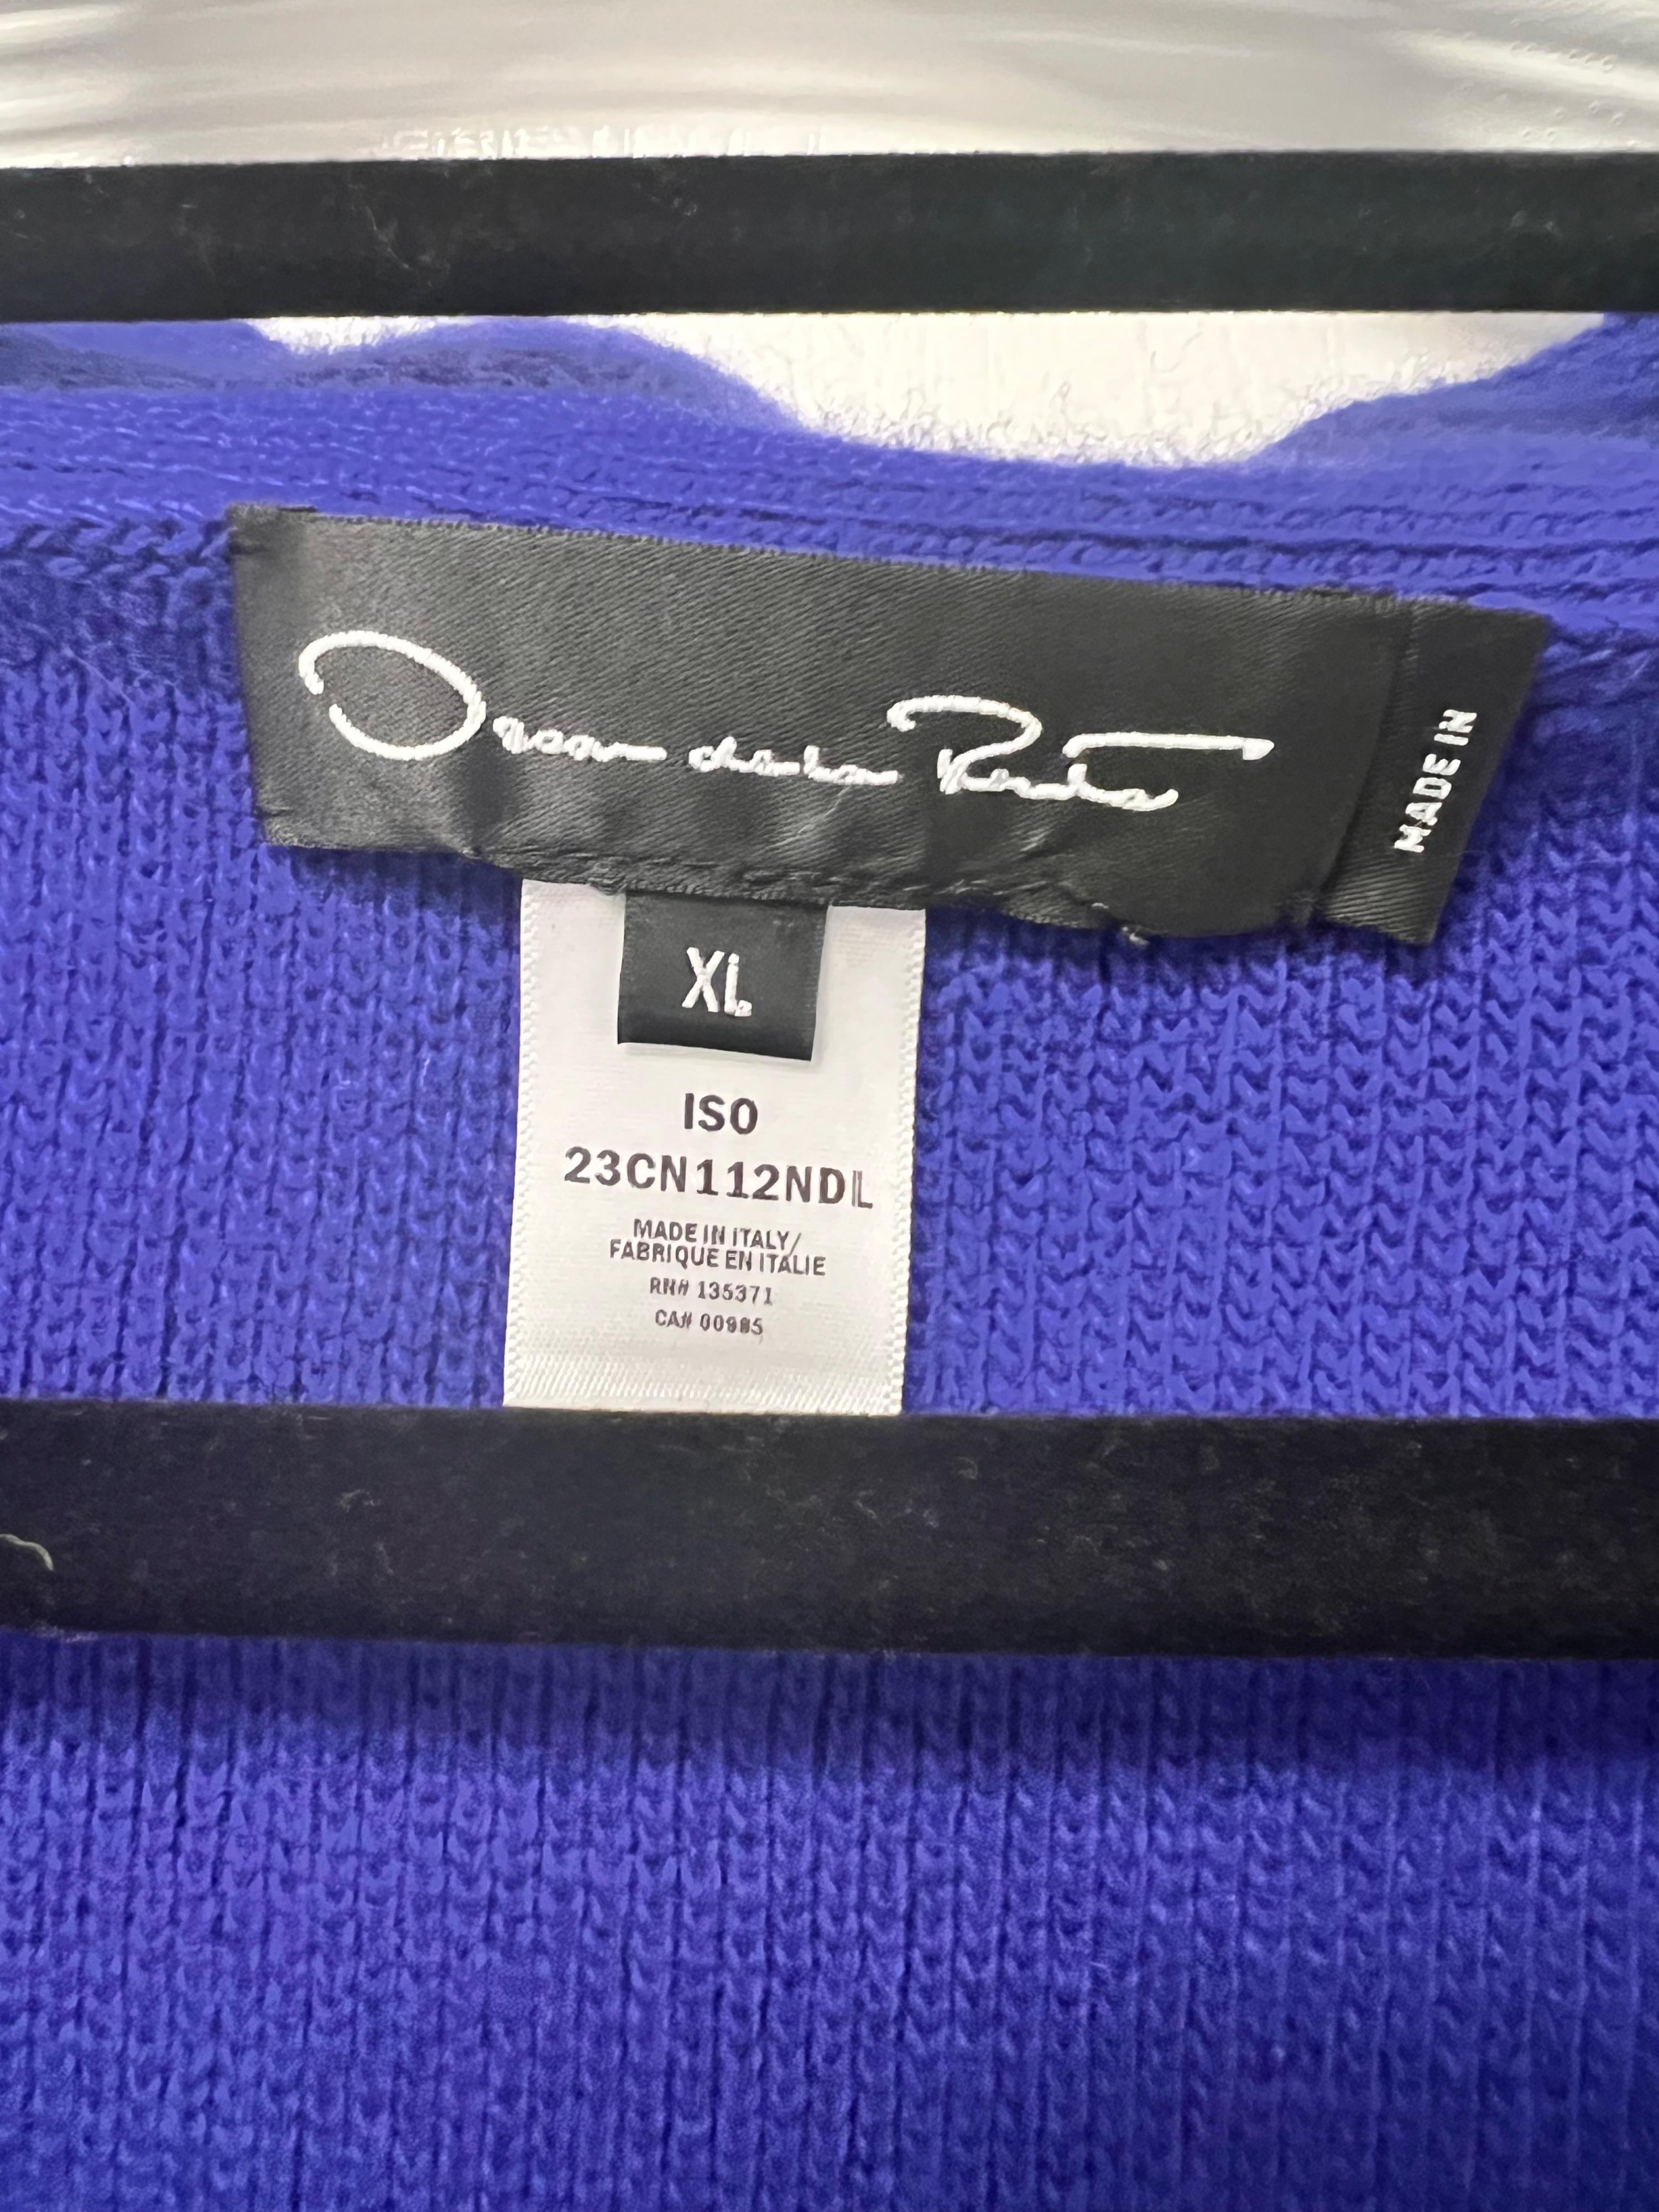 Oscar de la Renta
MADE IN
XL
ISO
23CN112NDL
MADE IN ITALY/
FABRIQUE EN ITALIE
RN# 135371
CA# 00985